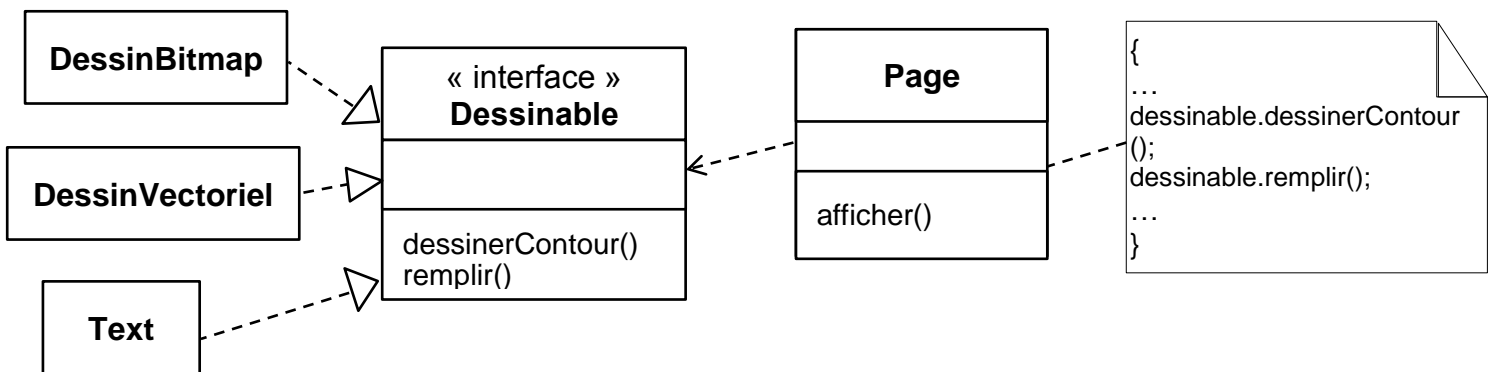 DessinBitmap
DessinVectoriel
Text
« interface »
Dessinable
dessinerContour()
remplir()
Page
afficher()
{
…
dessinable.dessinerContour
();
dessinable.remplir();
…
}